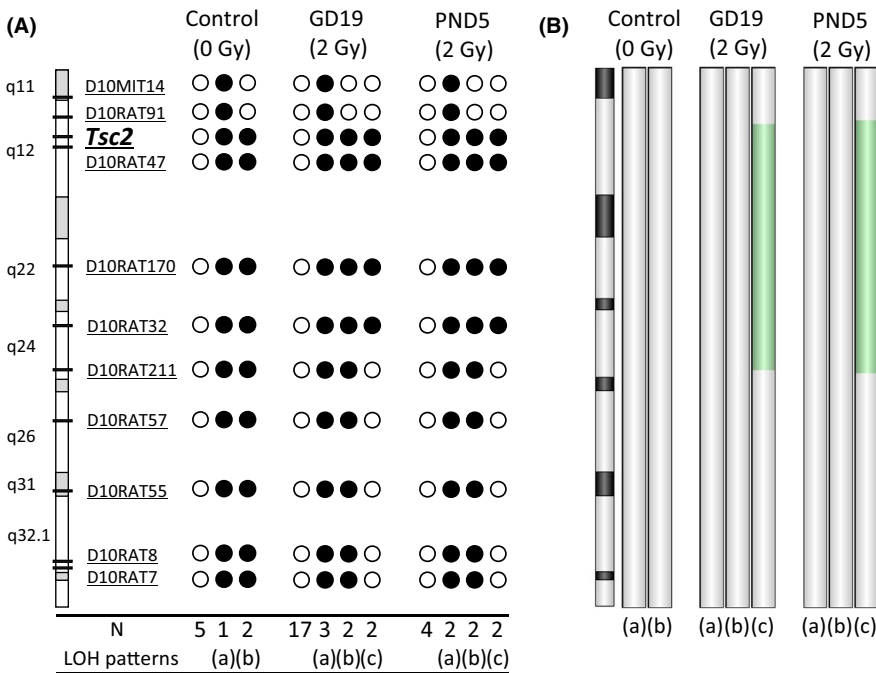 (A)
Control GD19 PND5
(0 Gy) (2 Gy) (2 Gy)
q11 D10MIT14
D10RAT91
Tsc2
q12
D10RAT47
q22 D10RAT170
D10RAT32
q24
D10RAT211
D10RAT57
q26
q31 D10RAT55
q32.1
D10RAT8
D10RAT7
N 5 1 2 17 3 2 2 4 2 2 2
LOH patterns (a)(b) (a)(b)(c) (a)(b)(c)
(B)
Control GD19 PND5
(0 Gy) (2 Gy) (2 Gy)
(a)(b) (a)(b)(c) (a)(b)(c)